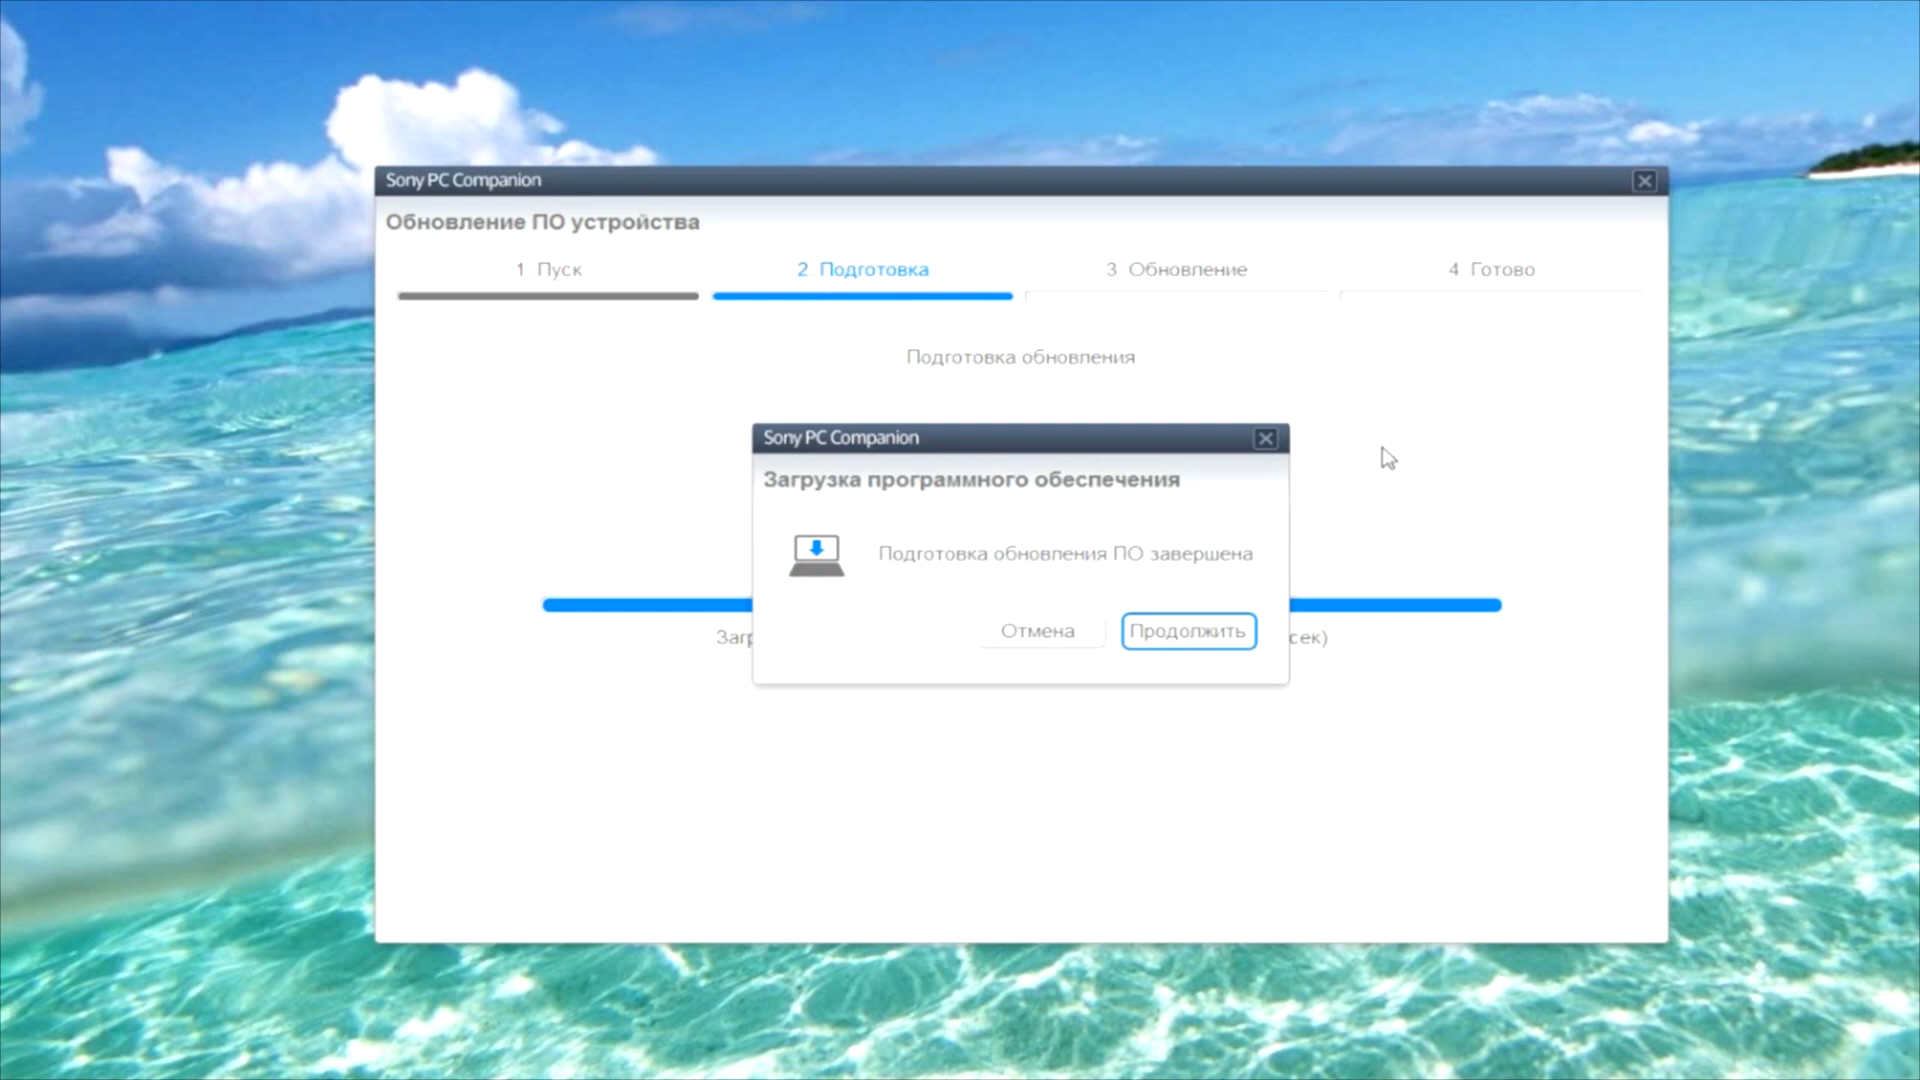 Sony PC Companion
Обновление ПО устройства
1 Пуск
2 Подготовка
3 Обновление
4 Готово
Подготовка обновления
Sony PC Companion
Загрузка программного обеспечения
Подготовка обновления ПО завершена
Отмена
Продолжить
сек)